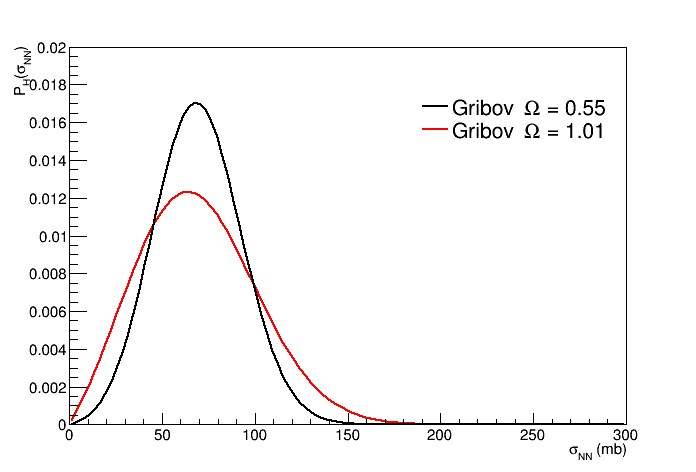 P_H(σ_NN)
0.02
0.018
0.016
0.014
0.012
0.01
0.008
0.006
0.004
0.002
0
Gribov Ω = 0.55
Gribov Ω = 1.01
0 50 100 150 200 250 300
σ_NN (mb)